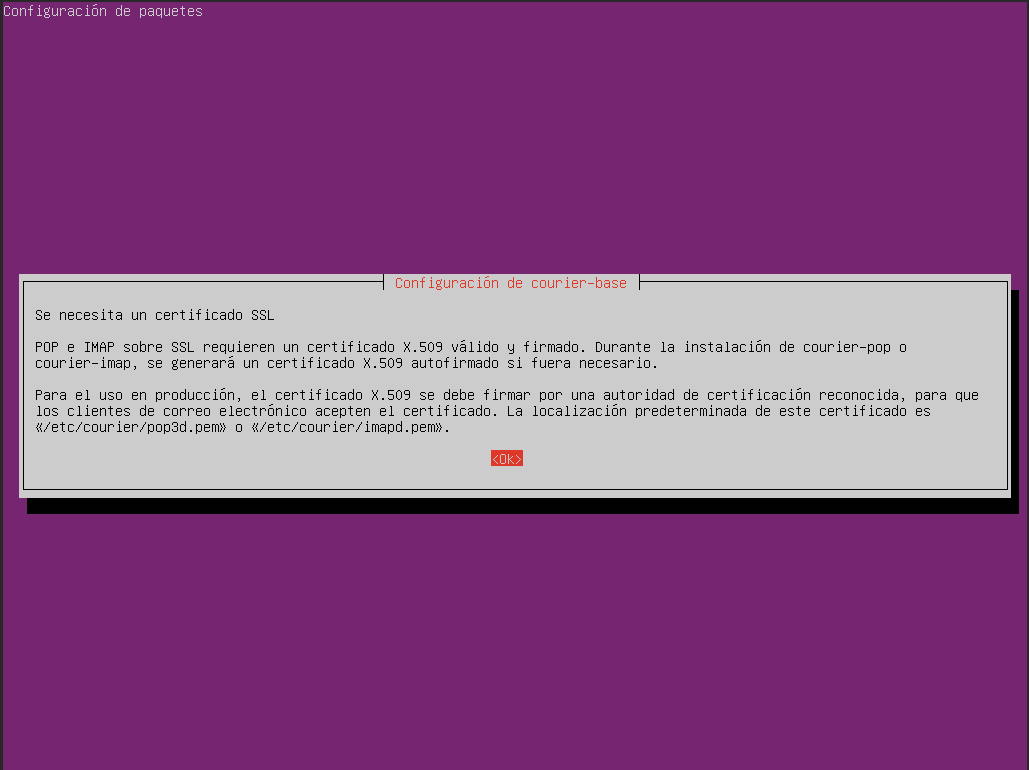 Configuración de paquetes
Configuración de courier-base
Se necesita un certificado SSL
POP e IMAP sobre SSL requieren un certificado X.509 válido y firmado. Durante la instalación de courier-pop o
courier-imap, se generará un certificado X.509 autofirmado si fuera necesario.
Para el uso en producción, el certificado X.509 se debe firmar por una autoridad de certificación reconocida, para que
los clientes de correo electrónico acepten el certificado. La localización predeterminada de este certificado es
«/etc/courier/pop3d.pem» o «/etc/courier/imapd.pem».
<Ok>